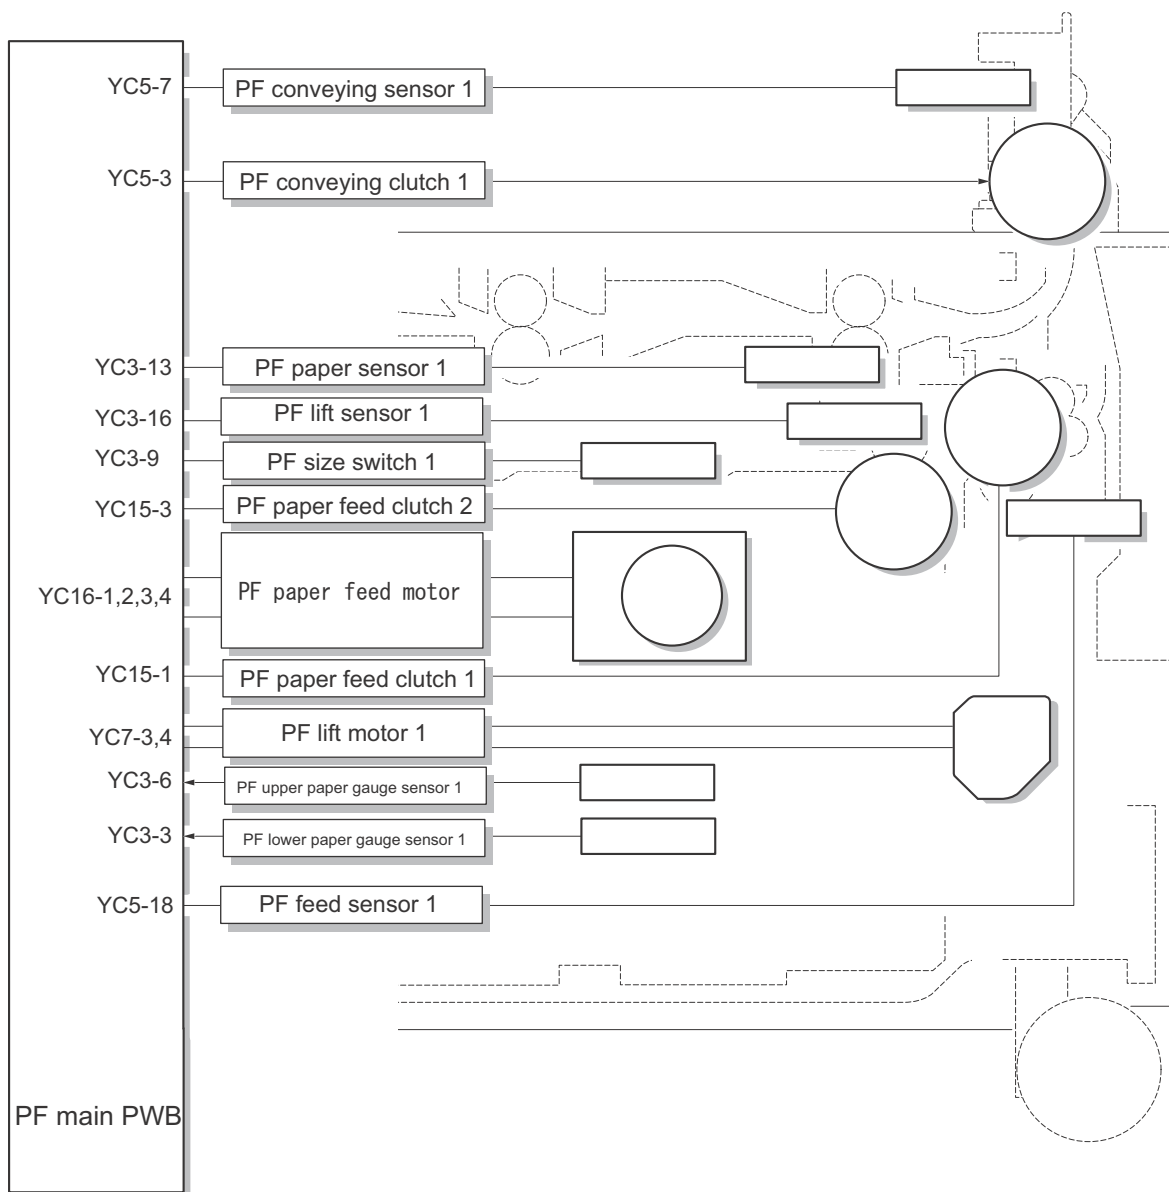 YC5-7 PF conveying sensor 1
YC5-3 PF conveying clutch 1
YC3-13 PF paper sensor 1
YC3-16 PF lift sensor 1
YC3-9 PF size switch 1
YC15-3 PF paper feed clutch 2
YC16-1,2,3,4 PF paper feed motor
YC15-1 PF paper feed clutch 1
YC7-3,4 PF lift motor 1
YC3-6 PF upper paper gauge sensor 1
YC3-3 PF lower paper gauge sensor 1
YC5-18 PF feed sensor 1
PF main PWB